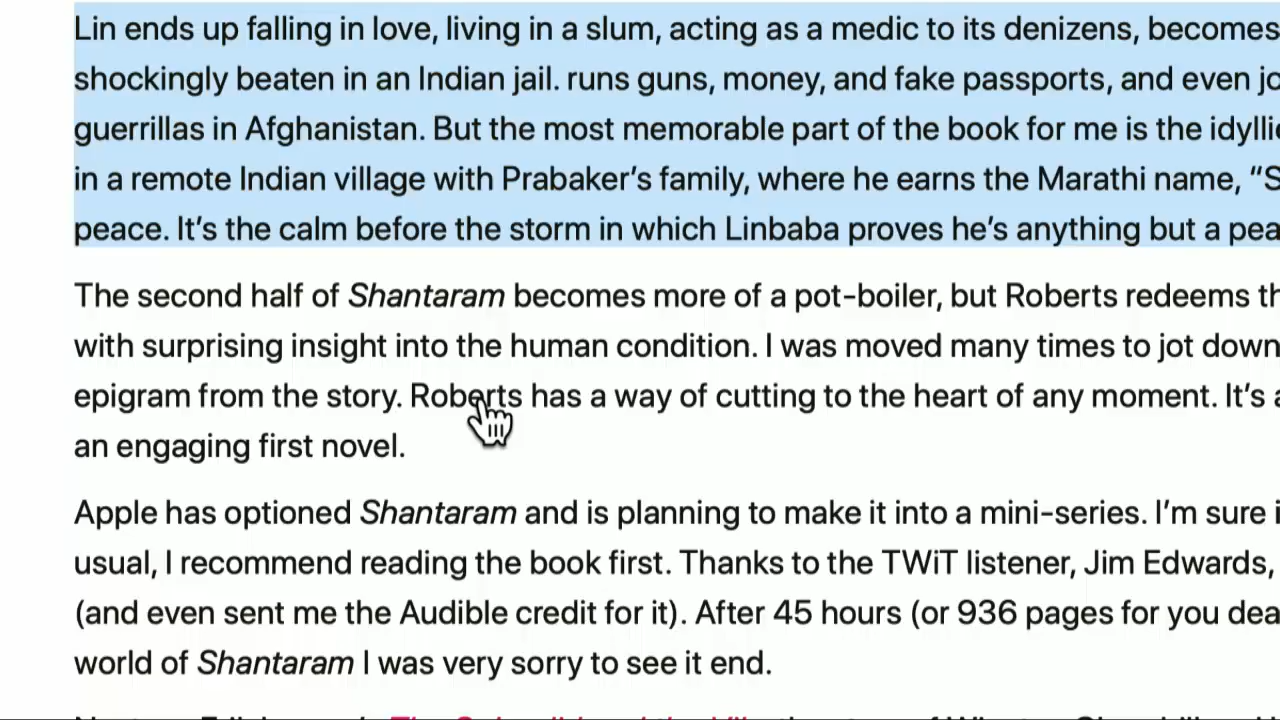 Lin ends up falling in love, living in a slum, acting as a medic to its denizens, becomes
shockingly beaten in an Indian jail. runs guns, money, and fake passports, and even
guerrillas in Afghanistan. But the most memorable part of the book for me is the
in a remote Indian village with Prabaker’s family, where he earns the Marathi name,
peace. It’s the calm before the storm in which Linbaba proves he’s anything but a
The second half of Shantaram becomes more of a pot-boiler, but Roberts redeems
with surprising insight into the human condition. I was moved many times to jot down
epigram from the story. Roberts has a way of cutting to the heart of any moment. It’s
an engaging first novel.
Apple has optioned Shantaram and is planning to make it into a mini-series. I’m sure
usual, I recommend reading the book first. Thanks to the TWiT listener, Jim Edwards,
(and even sent me the Audible credit for it). After 45 hours (or 936 pages for you
world of Shantaram I was very sorry to see it end.